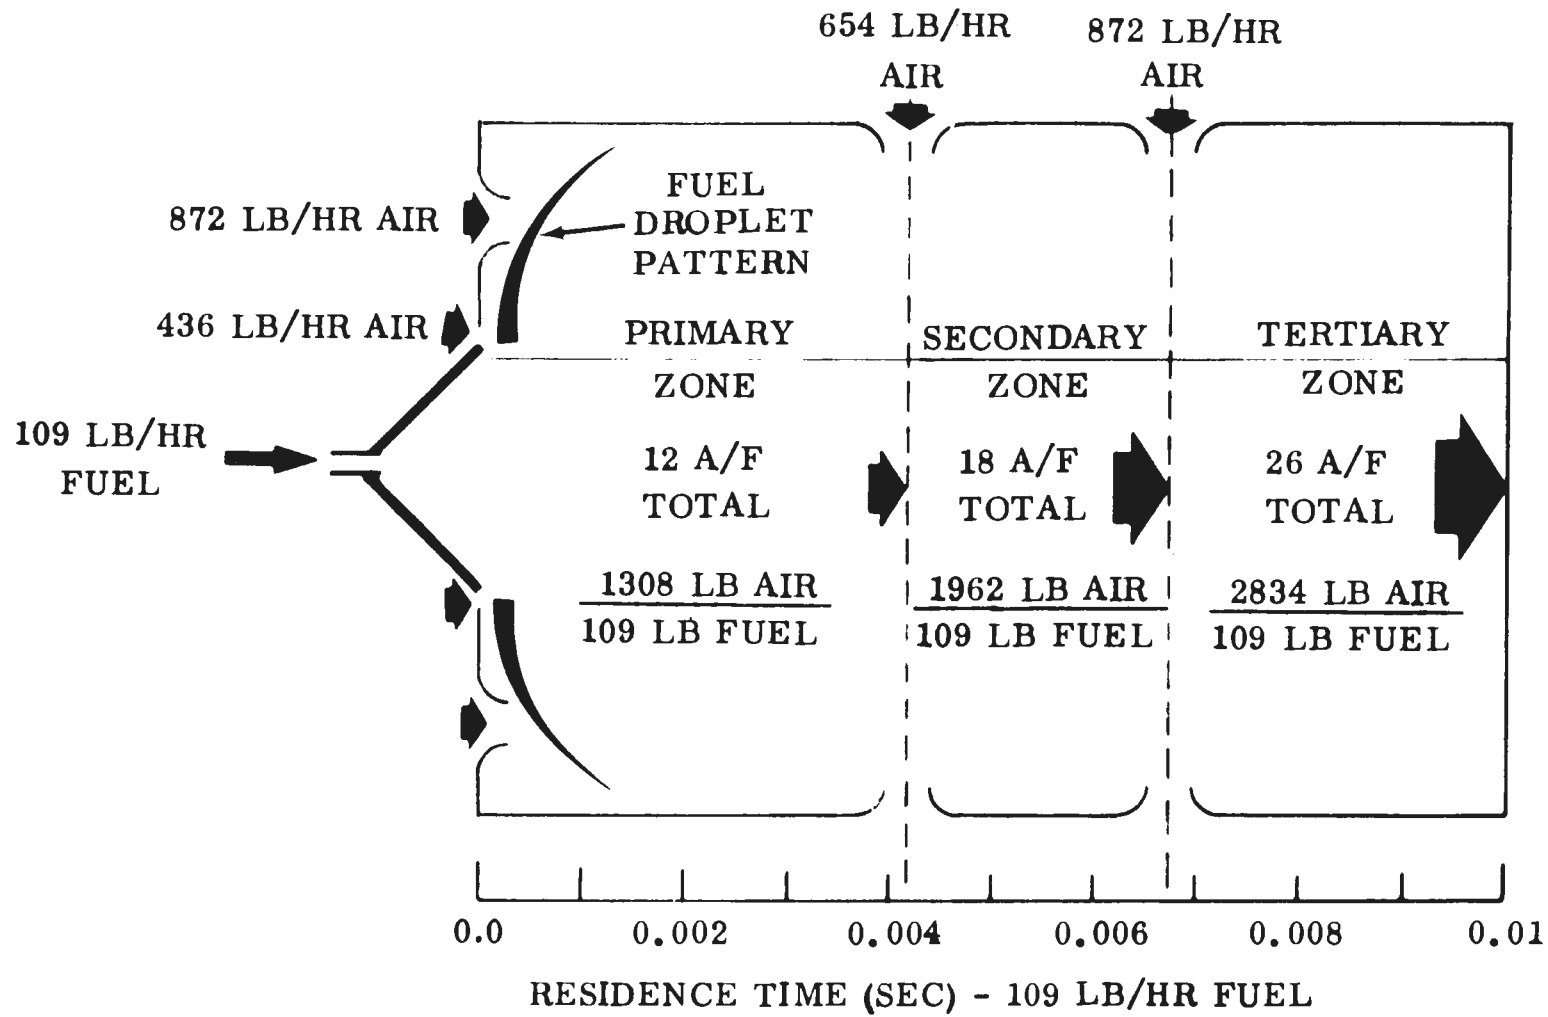 654 LB/HR
AIR
872 LB/HR
AIR
872 LB/HR AIR
436 LB/HR AIR
109 LB/HR
FUEL
FUEL
DROPLET
PATTERN
PRIMARY
ZONE
12 A/F
TOTAL
1308 LB AIR
109 LB FUEL
SECONDARY
ZONE
18 A/F
TOTAL
1962 LB AIR
109 LB FUEL
TERTIARY
ZONE
26 A/F
TOTAL
2834 LB AIR
109 LB FUEL
0.0 0.002 0.004 0.006 0.008 0.01
RESIDENCE TIME (SEC) - 109 LB/HR FUEL